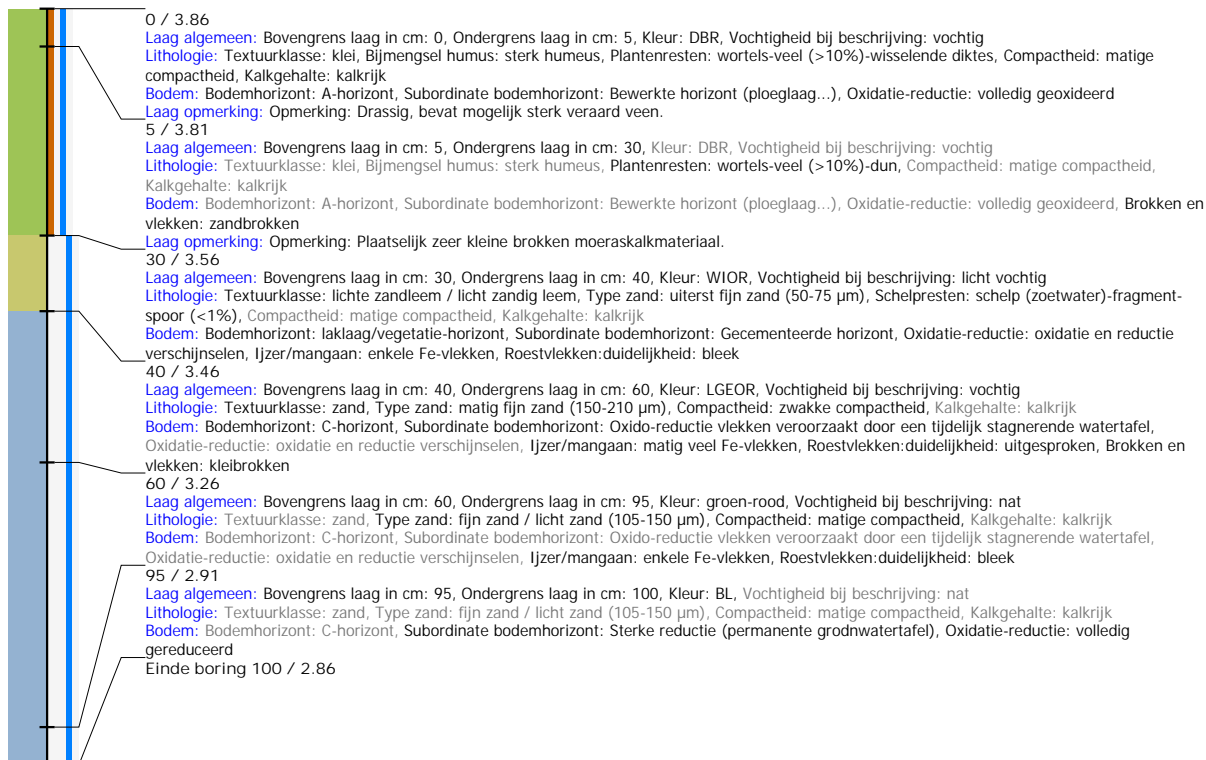 0 / 3.86
Laag algemeen: Bovengrens laag in cm: 0, Ondergrens laag in cm: 5, Kleur: DBR, Vochtigheid bij beschrijving: vochtig
Lithologie: Textuurklasse: klei, Bijmengsel humus: sterk humeus, Plantenresten: wortels-veel (>10%)-wisselende diktes, Compactheid: matige
compactheid, Kalkgehalte: kalkrijk
Bodem: Bodemhorizont: A-horizont, Subordinate bodemhorizont: Bewerkte horizont (ploeglaag...), Oxidatie-reductie: volledig geoxideerd
Laag opmerking: Opmerking: Drassig, bevat mogelijk sterk veraard veen.
5 / 3.81
Laag algemeen: Bovengrens laag in cm: 5, Ondergrens laag in cm: 30, Kleur: DBR, Vochtigheid bij beschrijving: vochtig
Lithologie: Textuurklasse: klei, Bijmengsel humus: sterk humeus, Plantenresten: wortels-veel (>10%)-dun, Compactheid: matige compactheid,
Kalkgehalte: kalkrijk
Bodem: Bodemhorizont: A-horizont, Subordinate bodemhorizont: Bewerkte horizont (ploeglaag...), Oxidatie-reductie: volledig geoxideerd, Brokken en
vlekken: zandbrokken
Laag opmerking: Opmerking: Plaatselijk zeer kleine brokken moeraskalkmateriaal.
30 / 3.56
Laag algemeen: Bovengrens laag in cm: 30, Ondergrens laag in cm: 40, Kleur: WIOR, Vochtigheid bij beschrijving: licht vochtig
Lithologie: Textuurklasse: lichte zandleem / licht zandig leem, Type zand: uiterst fijn zand (50-75 µm), Schelpresten: schelp (zoetwater)-fragment-
spoor (<1%), Compactheid: matige compactheid, Kalkgehalte: kalkrijk
Bodem: Bodemhorizont: laklaag/vegetatie-horizont, Subordinate bodemhorizont: Gecementeerde horizont, Oxidatie-reductie: oxidatie en reductie
verschijnselen, Ijzer/mangaan: enkele Fe-vlekken, Roestvlekken:duidelijkheid: bleek
40 / 3.46
Laag algemeen: Bovengrens laag in cm: 40, Ondergrens laag in cm: 60, Kleur: LGEOR, Vochtigheid bij beschrijving: vochtig
Lithologie: Textuurklasse: zand, Type zand: matig fijn zand (150-210 µm), Compactheid: zwakke compactheid, Kalkgehalte: kalkrijk
Bodem: Bodemhorizont: C-horizont, Subordinate bodemhorizont: Oxido-reductie vlekken veroorzaakt door een tijdelijk stagnerende watertafel,
Oxidatie-reductie: oxidatie en reductie verschijnselen, Ijzer/mangaan: matig veel Fe-vlekken, Roestvlekken:duidelijkheid: uitgesproken, Brokken en
vlekken: kleibrokken
60 / 3.26
Laag algemeen: Bovengrens laag in cm: 60, Ondergrens laag in cm: 95, Kleur: groen-rood, Vochtigheid bij beschrijving: nat
Lithologie: Textuurklasse: zand, Type zand: fijn zand / licht zand (105-150 µm), Compactheid: matige compactheid, Kalkgehalte: kalkrijk
Bodem: Bodemhorizont: C-horizont, Subordinate bodemhorizont: Oxido-reductie vlekken veroorzaakt door een tijdelijk stagnerende watertafel,
Oxidatie-reductie: oxidatie en reductie verschijnselen, Ijzer/mangaan: enkele Fe-vlekken, Roestvlekken:duidelijkheid: bleek
95 / 2.91
Laag algemeen: Bovengrens laag in cm: 95, Ondergrens laag in cm: 100, Kleur: BL, Vochtigheid bij beschrijving: nat
Lithologie: Textuurklasse: zand, Type zand: fijn zand / licht zand (105-150 µm), Compactheid: matige compactheid, Kalkgehalte: kalkrijk
Bodem: Bodemhorizont: C-horizont, Subordinate bodemhorizont: Sterke reductie (permanente grodnwatertafel), Oxidatie-reductie: volledig
gereduceerd
Einde boring 100 / 2.86